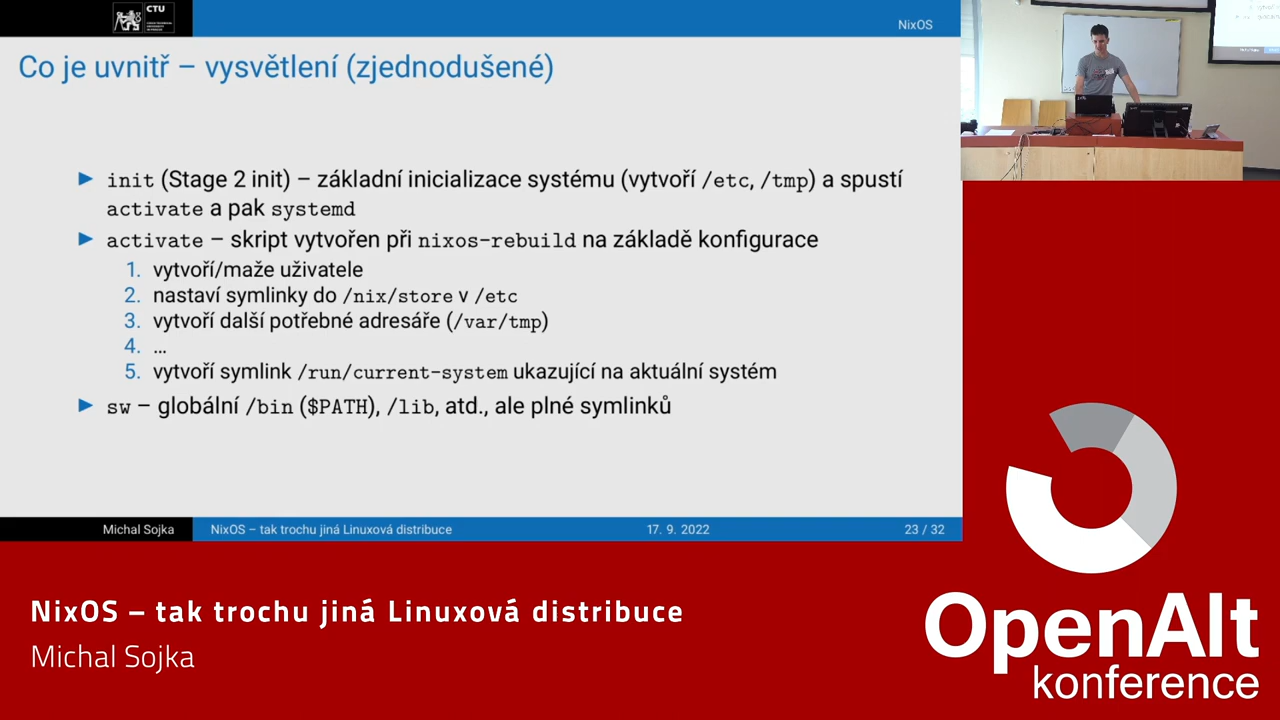 CTU
NixOS
Co je uvnitř – vysvětlení (zjednodušené)
init (Stage 2 init) – základní inicializace systému (vytvoří /etc, /tmp) a spustí
activate a pak systemd
activate – skript vytvořen při nixos-rebuild na základě konfigurace
1. vytvoří/maže uživatele
2. nastaví symlinky do /nix/store v /etc
3. vytvoří další potřebné adresáře (/var/tmp)
4. …
5. vytvoří symlink /run/current-system ukazující na aktuální systém
sw – globální /bin ($PATH), /lib, atd., ale plné symlinků
Michal Sojka
NixOS – tak trochu jiná Linuxová distribuce
17. 9. 2022
23 / 32
NixOS – tak trochu jiná Linuxová distribuce
Michal Sojka
OpenAlt
konference